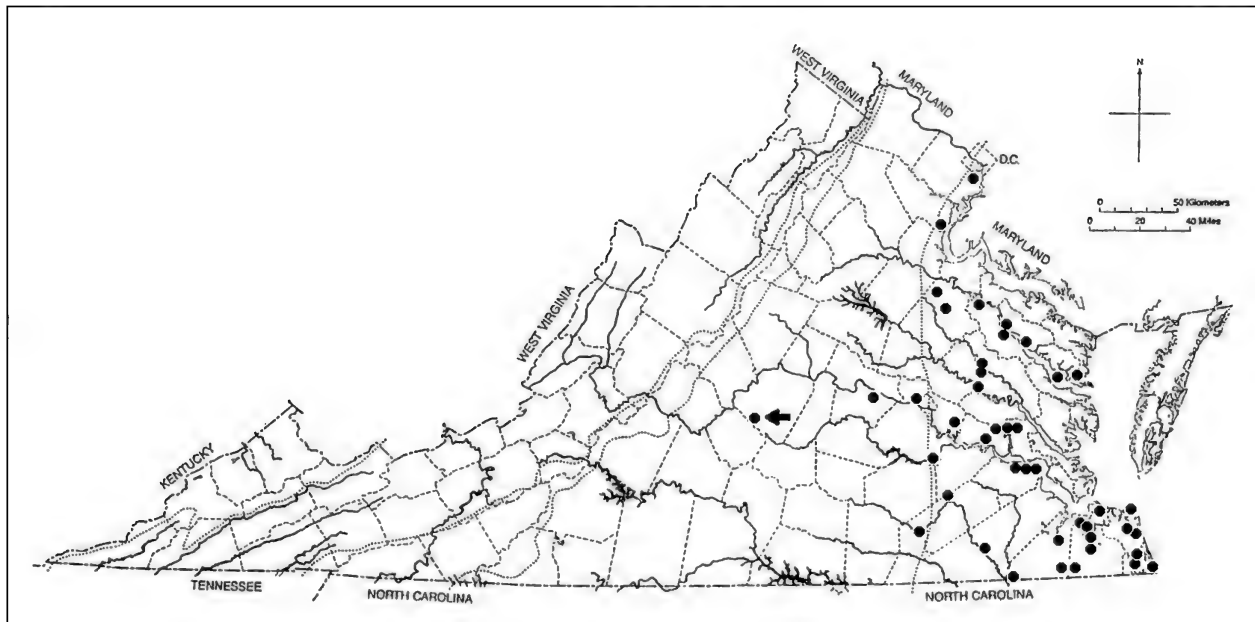 WEST VIRGINIA
MARYLAND
N
D.C.
0 50 Kilometers
0 20 40 Miles
MARYLAND
WEST VIRGINIA
KENTUCKY
TENNESSEE
NORTH CAROLINA
NORTH CAROLINA